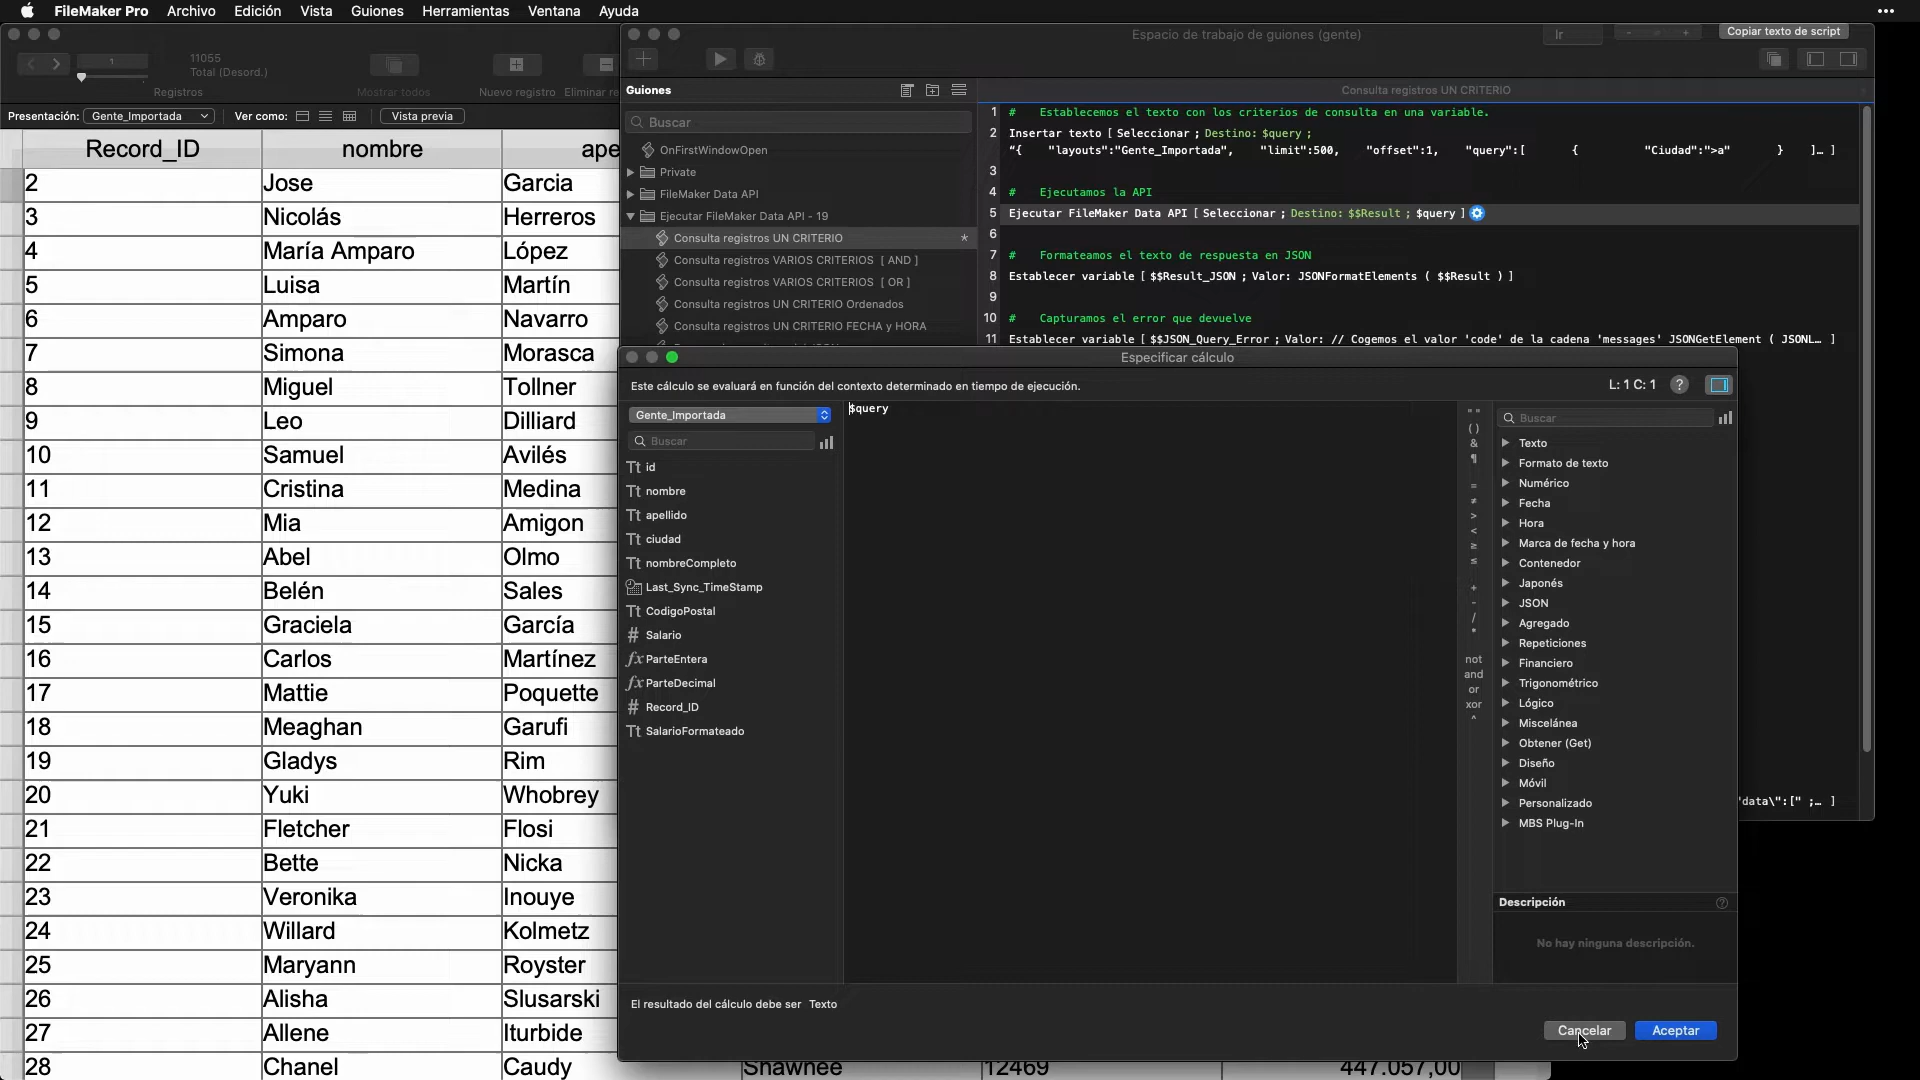 FileMaker Pro Archivo Edición Vista Guiones Herramientas Ventana Ayuda
Espacio de trabajo de guiones (gente)
Ir
Copiar texto de script
1
11055
Total (Desord.)
Registros
Mostrar todos
Nuevo registro
Eliminar re
Presentación: Gente_Importada Ver como: Vista previa
Record_ID nombre ape
2 Jose Garcia
3 Nicolás Herreros
4 María Amparo López
5 Luisa Martín
6 Amparo Navarro
7 Simona Morasca
8 Miguel Tollner
9 Leo Dilliard
10 Samuel Avilés
11 Cristina Medina
12 Mia Amigon
13 Abel Olmo
14 Belén Sales
15 Graciela García
16 Carlos Martínez
17 Mattie Poquette
18 Meaghan Garufi
19 Gladys Rim
20 Yuki Whobrey
21 Fletcher Flosi
22 Bette Nicka
23 Veronika Inouye
24 Willard Kolmetz
25 Maryann Royster
26 Alisha Slusarski
27 Allene Iturbide
28 Chanel Caudy Shawnee 12469 447.057,00
Guiones
Buscar
OnFirstWindowOpen
Private
FileMaker Data API
Ejecutar FileMaker Data API - 19
Consulta registros UN CRITERIO *
Consulta registros VARIOS CRITERIOS [ AND ]
Consulta registros VARIOS CRITERIOS [ OR ]
Consulta registros UN CRITERIO Ordenados
Consulta registros UN CRITERIO FECHA y HORA
Consulta registros UN CRITERIO
1 # Establecemos el texto con los criterios de consulta en una variable.
2 Insertar texto [ Seleccionar ; Destino: $query ;
“{ "layouts":"Gente_Importada", "limit":500, "offset":1, "query":[ { "Ciudad":">a" } ]… ]
3
4 # Ejecutamos la API
5 Ejecutar FileMaker Data API [ Seleccionar ; Destino: $$Result ; $query ]
6
7 # Formateamos el texto de respuesta en JSON
8 Establecer variable [ $$Result_JSON ; Valor: JSONFormatElements ( $$Result ) ]
9
10 # Capturamos el error que devuelve
11 Establecer variable [ $$JSON_Query_Error ; Valor: // Cogemos el valor 'code' de la cadena 'messages' JSONGetElement ( JSONL… ]
"data\":[" ;… ]
Especificar cálculo
Este cálculo se evaluará en función del contexto determinado en tiempo de ejecución.
L: 1 C: 1 ?
Gente_Importada
Buscar
Tt id
Tt nombre
Tt apellido
Tt ciudad
Tt nombreCompleto
Last_Sync_TimeStamp
Tt CodigoPostal
# Salario
fx ParteEntera
fx ParteDecimal
# Record_ID
Tt SalarioFormateado
$query
" "
( )
&
¶
=
≠
>
<
≥
≤
+
-
/
*
not
and
or
xor
^
Buscar
Texto
Formato de texto
Numérico
Fecha
Hora
Marca de fecha y hora
Contenedor
Japonés
JSON
Agregado
Repeticiones
Financiero
Trigonométrico
Lógico
Miscelánea
Obtener (Get)
Diseño
Móvil
Personalizado
MBS Plug-In
Descripción ?
No hay ninguna descripción.
El resultado del cálculo debe ser Texto
Cancelar Aceptar